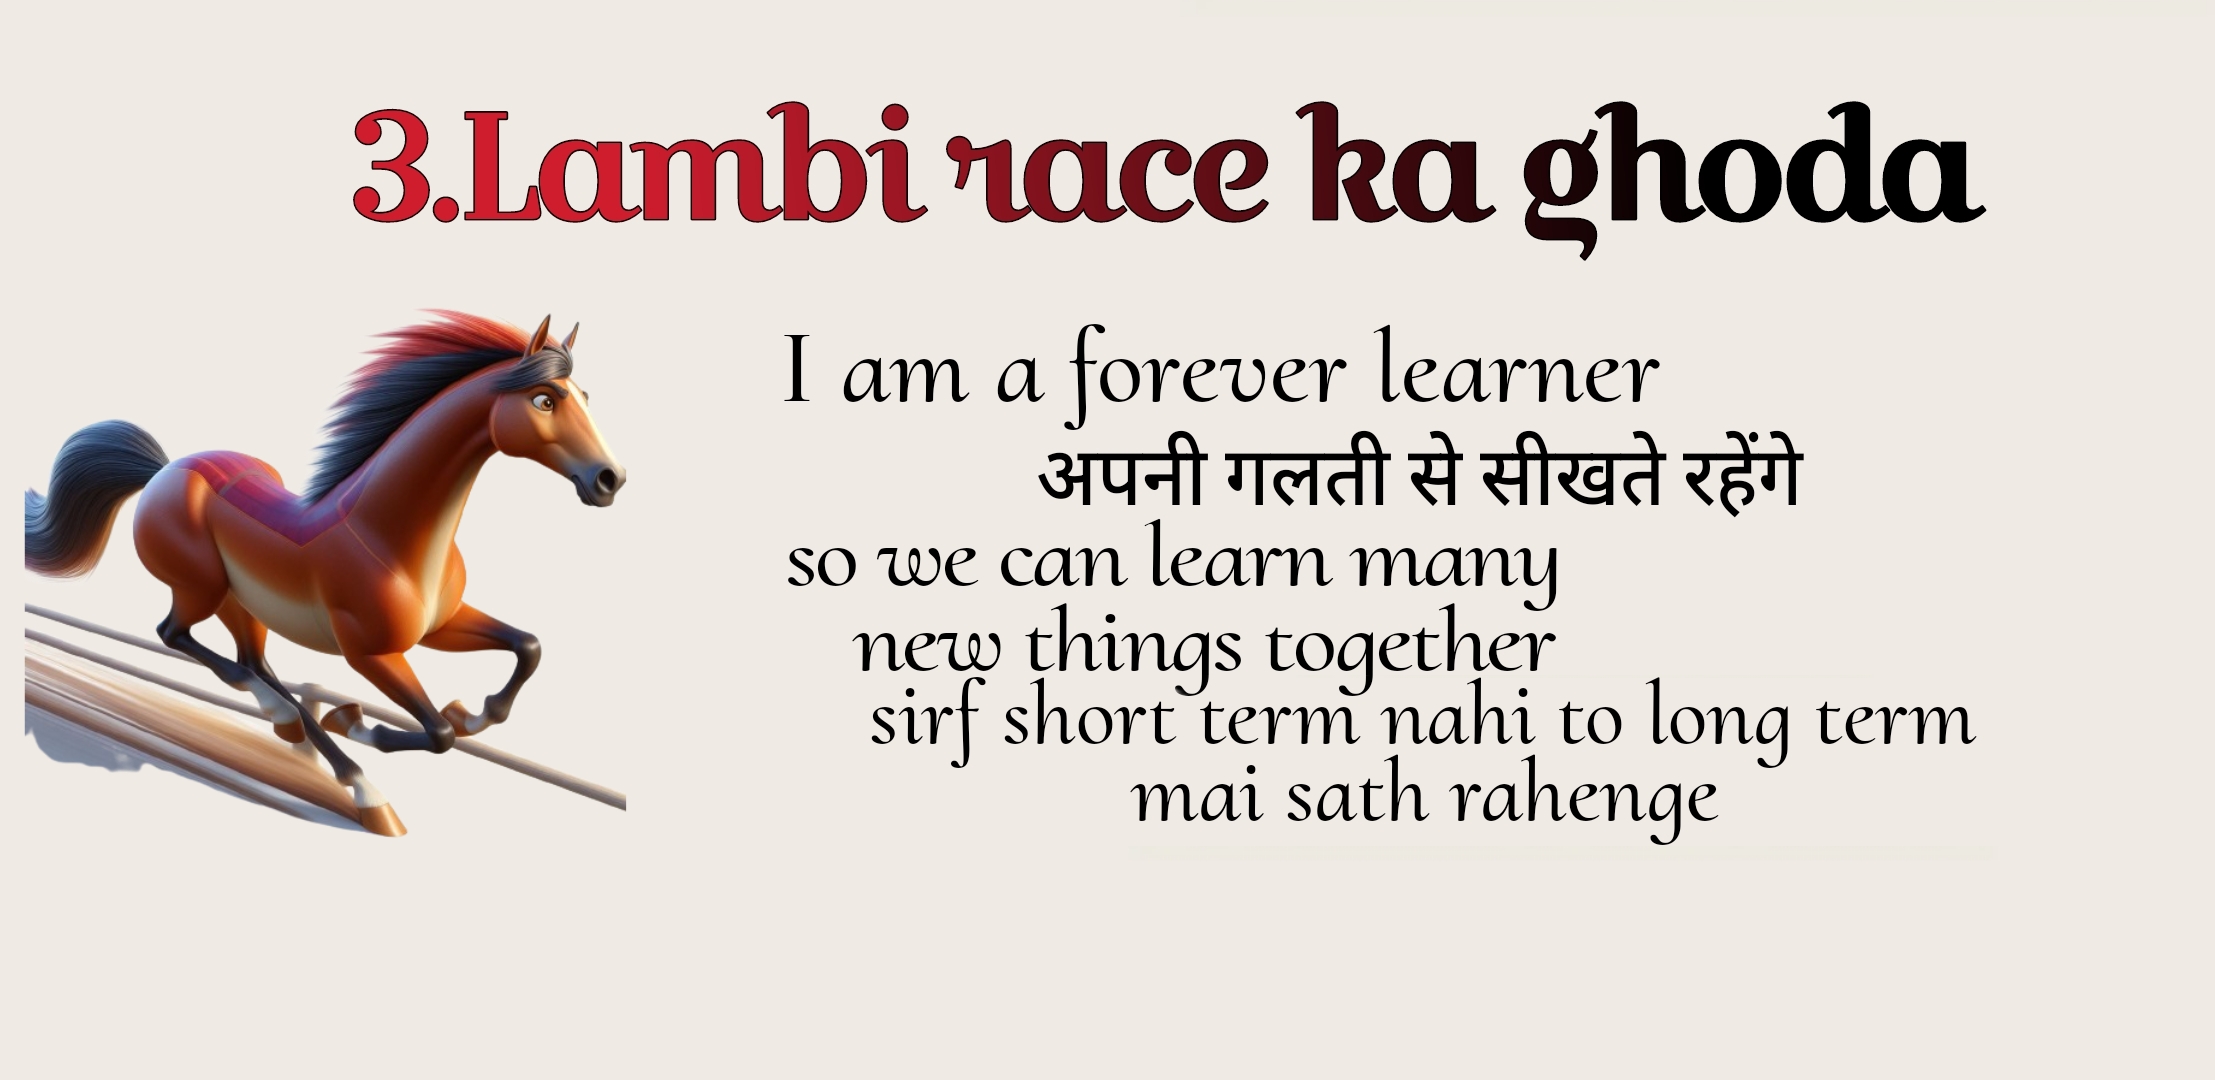 3.Lambi race ka ghoda
I am a forever learner
अपनी गलती से सीखते रहेंगे
so we can learn many
new things together
sirf short term nahi to long term
mai sath rahenge